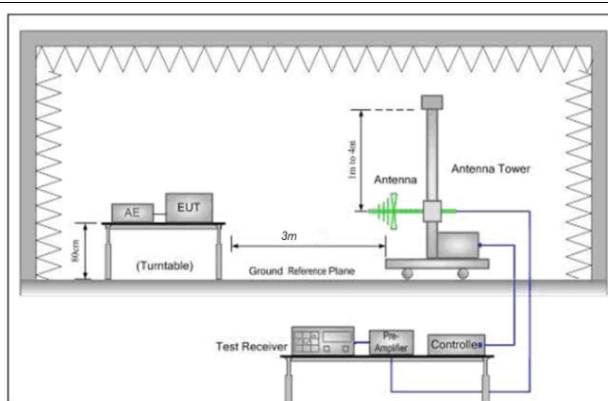 1m to 4m
Antenna
Antenna Tower
AE
EUT
80cm
3m
(Turntable)
Ground Reference Plane
Test Receiver
Pre-
Amplifier
Controller